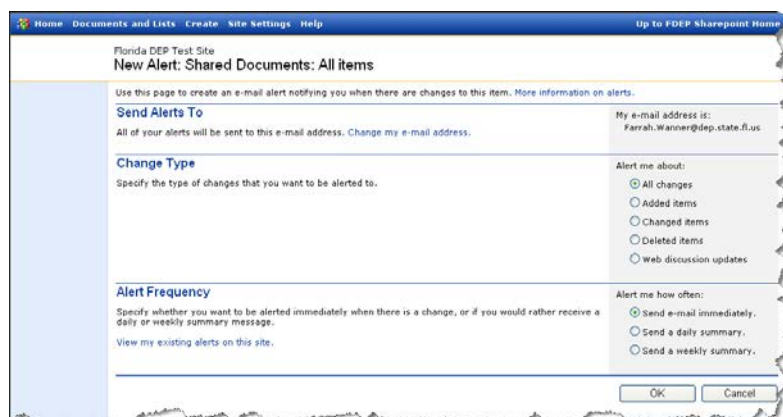 Home Documents and Lists Create Site Settings Help
Up to FDEP Sharepoint Home
Florida DEP Test Site
New Alert: Shared Documents: All items
Use this page to create an e-mail alert notifying you when there are changes to this item. More information on alerts.
Send Alerts To
All of your alerts will be sent to this e-mail address. Change my e-mail address.
My e-mail address is:
Farrah.Wanner@dep.state.fl.us
Change Type
Specify the type of changes that you want to be alerted to.
Alert me about:
All changes
Added items
Changed items
Deleted items
Web discussion updates
Alert Frequency
Specify whether you want to be alerted immediately when there is a change, or if you would rather receive a
daily or weekly summary message.
View my existing alerts on this site.
Alert me how often:
Send e-mail immediately.
Send a daily summary.
Send a weekly summary.
OK Cancel